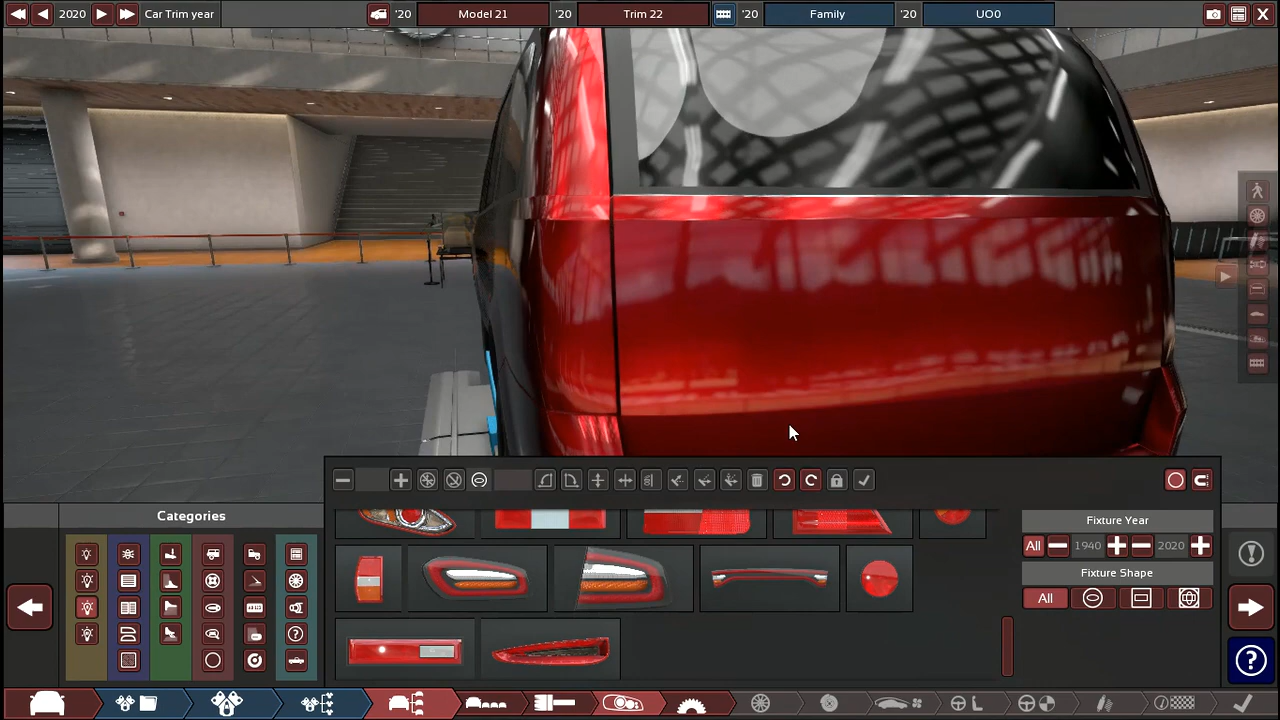 2020 Car Trim year '20 Model 21 '20 Trim 22 '20 Family '20 UO0
Categories
Fixture Year
All 1940 2020
Fixture Shape
All